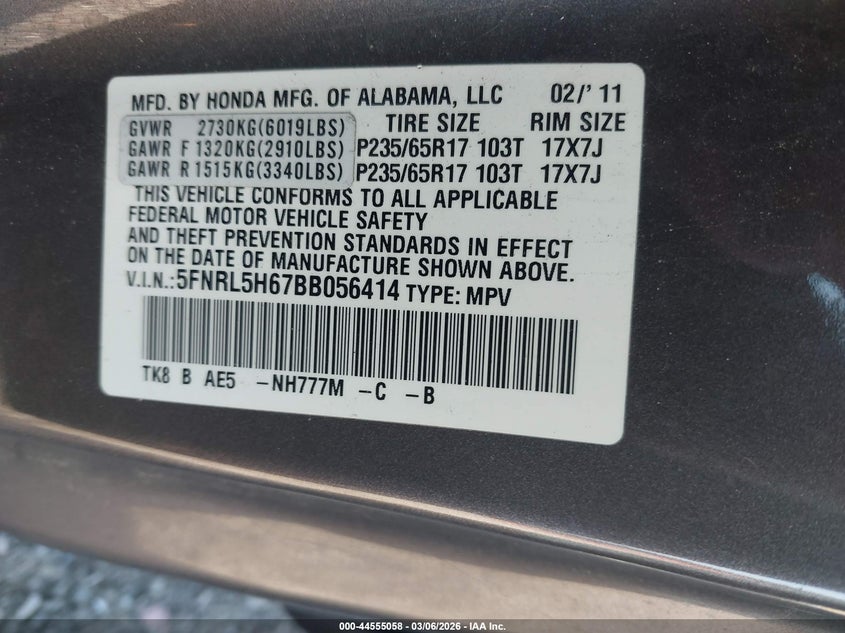 MFD. BY HONDA MFG. OF ALABAMA, LLC 02/' 11
GVWR 2730KG(6019LBS) TIRE SIZE RIM SIZE
GAWR F 1320KG(2910LBS) P235/65R17 103T 17X7J
GAWR R 1515KG(3340LBS) P235/65R17 103T 17X7J
THIS VEHICLE CONFORMS TO ALL APPLICABLE
FEDERAL MOTOR VEHICLE SAFETY
AND THEFT PREVENTION STANDARDS IN EFFECT
ON THE DATE OF MANUFACTURE SHOWN ABOVE.
V.I.N.:5FNRL5H67BB056414 TYPE: MPV
TK8 B AE5 -NH777M -C -B
000-44555058 - 03/06/2026 - IAA Inc.